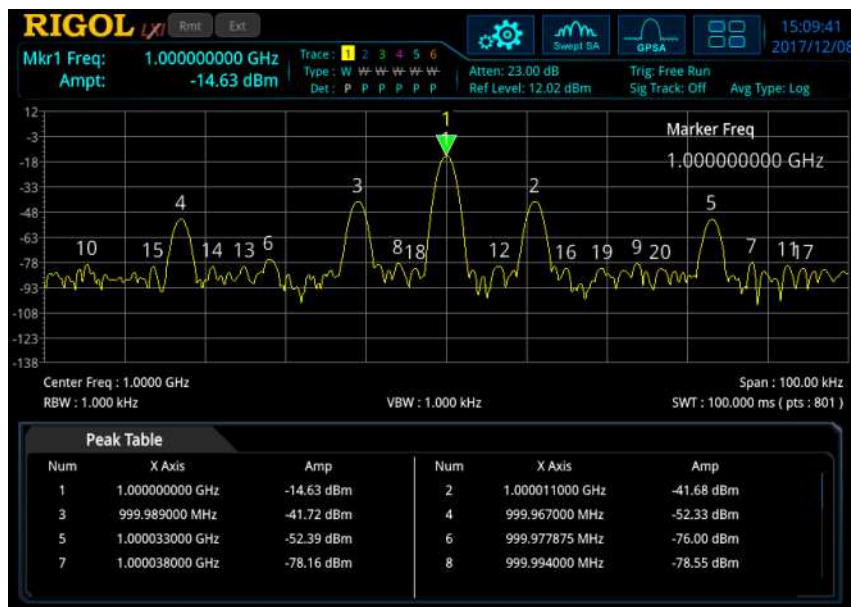 RIGOL LXI Rmt Ext
Swept SA GPSA
15:09:41
2017/12/08
Mkr1 Freq: 1.000000000 GHz
Ampt: -14.63 dBm
Trace: 1 2 3 4 5 6
Type: W W W W W W
Det: P P P P P P
Atten: 23.00 dB
Ref Level: 12.02 dBm
Trig: Free Run
Sig Track: Off Avg Type: Log
12
-3
-18
-33
-48
-63
-78
-93
-108
-123
-138
Marker Freq
1.000000000 GHz
1
1
3 2
4 5
10 15 14 13 6 8 18 12 16 19 9 20 7 11 17
Center Freq : 1.0000 GHz Span : 100.00 kHz
RBW : 1.000 kHz VBW : 1.000 kHz SWT : 100.000 ms ( pts : 801 )
Peak Table
Num X Axis Amp Num X Axis Amp
1 1.000000000 GHz -14.63 dBm 2 1.000011000 GHz -41.68 dBm
3 999.989000 MHz -41.72 dBm 4 999.967000 MHz -52.33 dBm
5 1.000033000 GHz -52.39 dBm 6 999.977875 MHz -76.00 dBm
7 1.000038000 GHz -78.16 dBm 8 999.994000 MHz -78.55 dBm